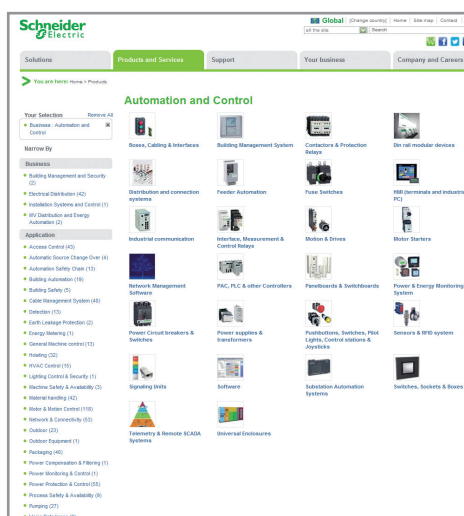 Schneider
Electric
Global | [Change country] | Home | Site map | Contact |
all the site
Search
Solutions
Products and Services
Support
Your business
Company and Careers
You are here: Home > Products
Automation and Control
Your Selection
Remove All
Business : Automation and
Control
Narrow By
Business
Building Management and Security
(2)
Electrical Distribution (42)
Installation Systems and Control (1)
MV Distribution and Energy
Automation (2)
Application
Access Control (43)
Automatic Source Change Over (4)
Automation Safety Chain (13)
Building Automation (19)
Building Safety (5)
Cable Management System (48)
Detection (13)
Earth Leakage Protection (2)
Energy Metering (1)
General Machine control (13)
Hoisting (32)
HVAC Control (15)
Lighting Control & Security (1)
Machine Safety & Availability (3)
Material handling (42)
Motor & Motion Control (118)
Network & Connectivity (53)
Outdoor (23)
Outdoor Equipment (1)
Packaging (48)
Power Compensation & Filtering (1)
Power Monitoring & Control (1)
Power Protection & Control (55)
Process Safety & Availability (8)
Pumping (27)
Boxes, Cabling & Interfaces
Building Management System
Contactors & Protection
Relays
Din rail modular devices
Distribution and connection
systems
Feeder Automation
Fuse Switches
HMI (terminals and industria
PC)
Industrial communication
Interface, Measurement &
Control Relays
Motion & Drives
Motor Starters
Network Management
Software
PAC, PLC & other Controllers
Panelboards & Switchboards
Power & Energy Monitoring
System
Power Circuit breakers &
Switches
Power supplies &
transformers
Pushbuttons, Switches, Pilot
Lights, Control stations &
Joysticks
Sensors & RFID system
Signaling Units
Software
Substation Automation
Systems
Switches, Sockets & Boxes
Telemetry & Remote SCADA
Systems
Universal Enclosures